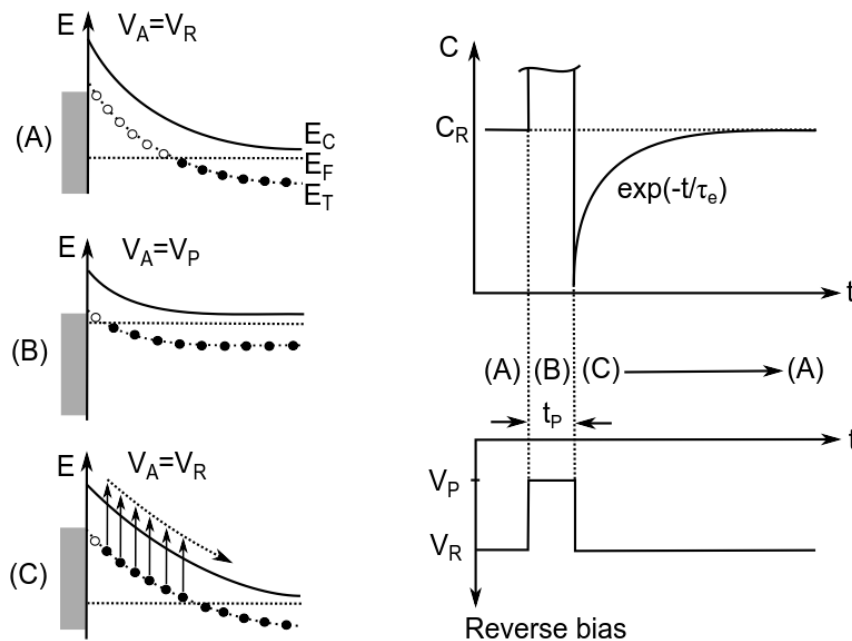 E V_A=V_R
(A)
E_C
E_F
E_T
E V_A=V_P
(B)
E V_A=V_R
(C)
C
C_R
exp(-t/τ_e)
t
(A) (B) (C) (A)
t_P
t
V_P
V_R
Reverse bias